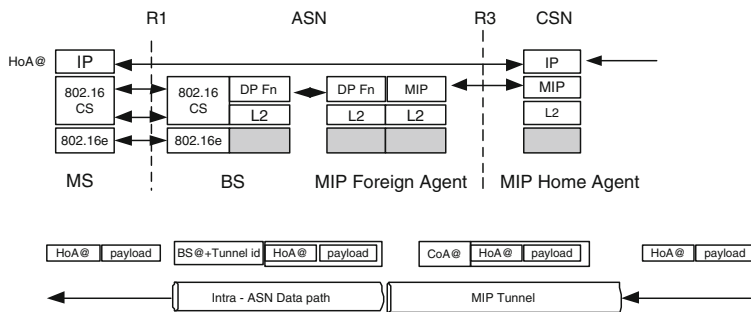 R1 ASN R3 CSN
HoA@ IP IP
802.16 CS 802.16 CS DP Fn DP Fn MIP MIP
L2 L2 L2 L2
802.16e 802.16e
MS BS MIP Foreign Agent MIP Home Agent
HoA@ payload BS@+Tunnel id HoA@ payload CoA@ HoA@ payload HoA@ payload
Intra - ASN Data path MIP Tunnel